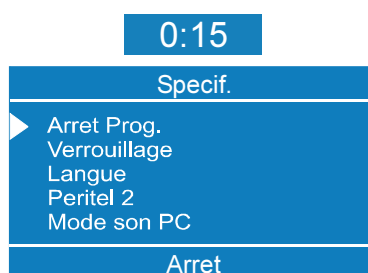 0:15
Specif.
Arret Prog.
Verrouillage
Langue
Peritel 2
Mode son PC
Arret